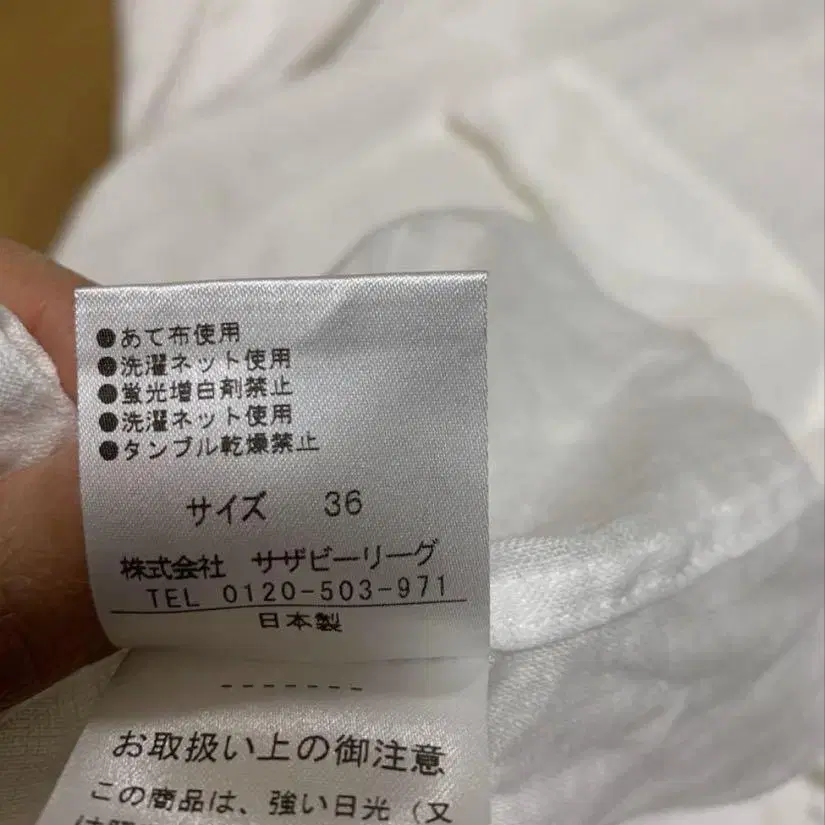 ●あて布使用
●洗濯ネット使用
●蛍光増白剤禁止
●洗濯ネット使用
●タンブル乾燥禁止
サイズ 36
株式会社 サザビーリーグ
TEL 0120-503-971
日本製
-------
お取扱い上の御注意
この商品は、強い日光(又